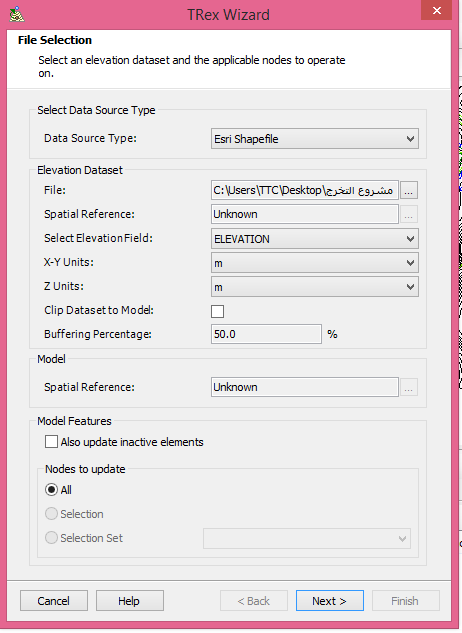 TRex Wizard
File Selection
Select an elevation dataset and the applicable nodes to operate
on.
Select Data Source Type
Data Source Type: Esri Shapefile
Elevation Dataset
File: C:\Users\TTC\Desktop\مشروع التخرج ...
Spatial Reference: Unknown ...
Select Elevation Field: ELEVATION
X-Y Units: m
Z Units: m
Clip Dataset to Model:
Buffering Percentage: 50.0 %
Model
Spatial Reference: Unknown ...
Model Features
Also update inactive elements
Nodes to update
All
Selection
Selection Set
Cancel Help < Back Next > Finish